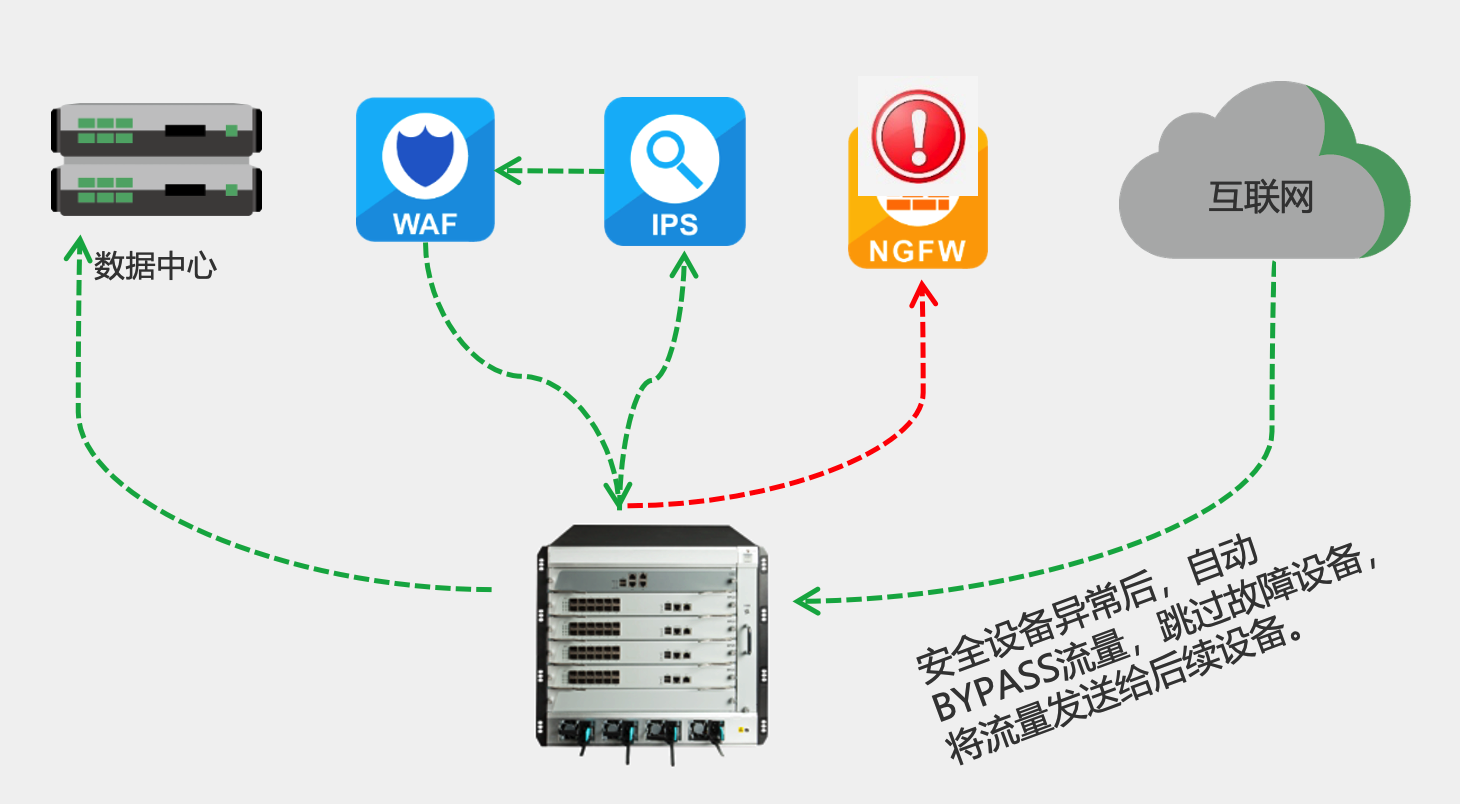 WAF
IPS
NGFW
互联网
数据中心
安全设备异常后，自动
BYPASS流量，跳过故障设备，
将流量发送给后续设备。